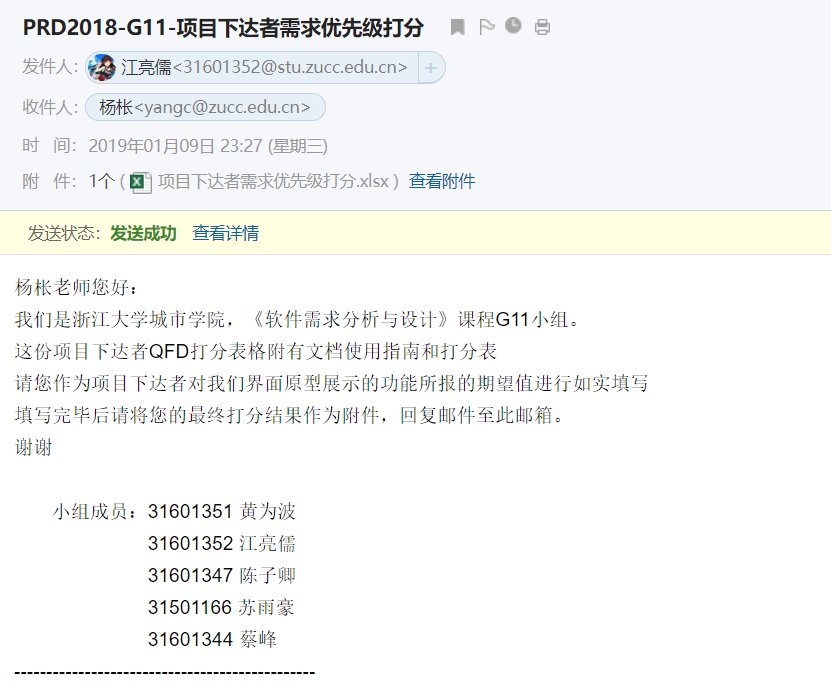 PRD2018-G11-项目下达者需求优先级打分
发件人：江亮儒<31601352@stu.zucc.edu.cn> +
收件人：杨枨<yangc@zucc.edu.cn>
时 间：2019年01月09日 23:27 (星期三)
附 件：1个 ( 项目下达者需求优先级打分.xlsx ) 查看附件
发送状态：发送成功 查看详情
杨枨老师您好：
我们是浙江大学城市学院，《软件需求分析与设计》课程G11小组。
这份项目下达者QFD打分表格附有文档使用指南和打分表
请您作为项目下达者对我们界面原型展示的功能所报的期望值进行如实填写
填写完毕后请将您的最终打分结果作为附件，回复邮件至此邮箱。
谢谢
小组成员：31601351 黄为波
31601352 江亮儒
31601347 陈子卿
31501166 苏雨豪
31601344 蔡峰
-----------------------------------------------